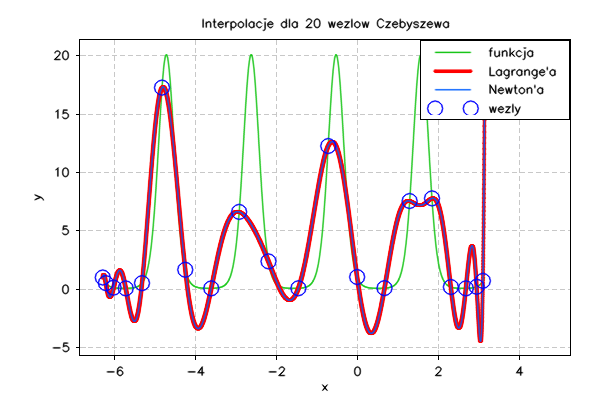 Interpolacje dla 20 wezlow Czebyszewa
funkcja
Lagrange'a
Newton'a
wezly
20
15
10
5
0
−5
y
−6 −4 −2 0 2 4
x